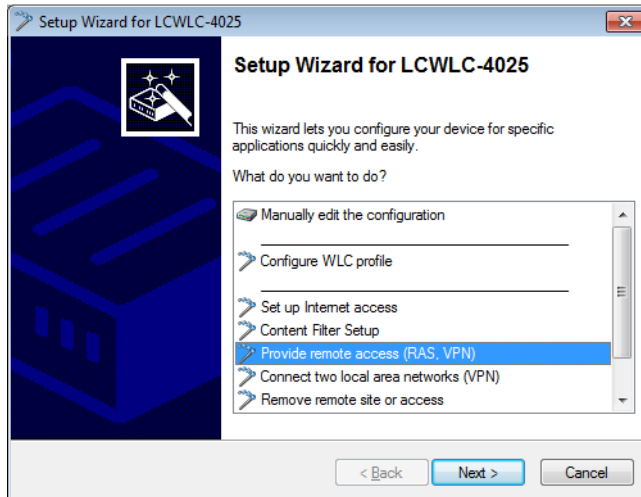 Setup Wizard for LCWLC-4025
Setup Wizard for LCWLC-4025
This wizard lets you configure your device for specific
applications quickly and easily.
What do you want to do?
Manually edit the configuration
Configure WLC profile
Set up Internet access
Content Filter Setup
Provide remote access (RAS, VPN)
Connect two local area networks (VPN)
Remove remote site or access
< Back Next > Cancel